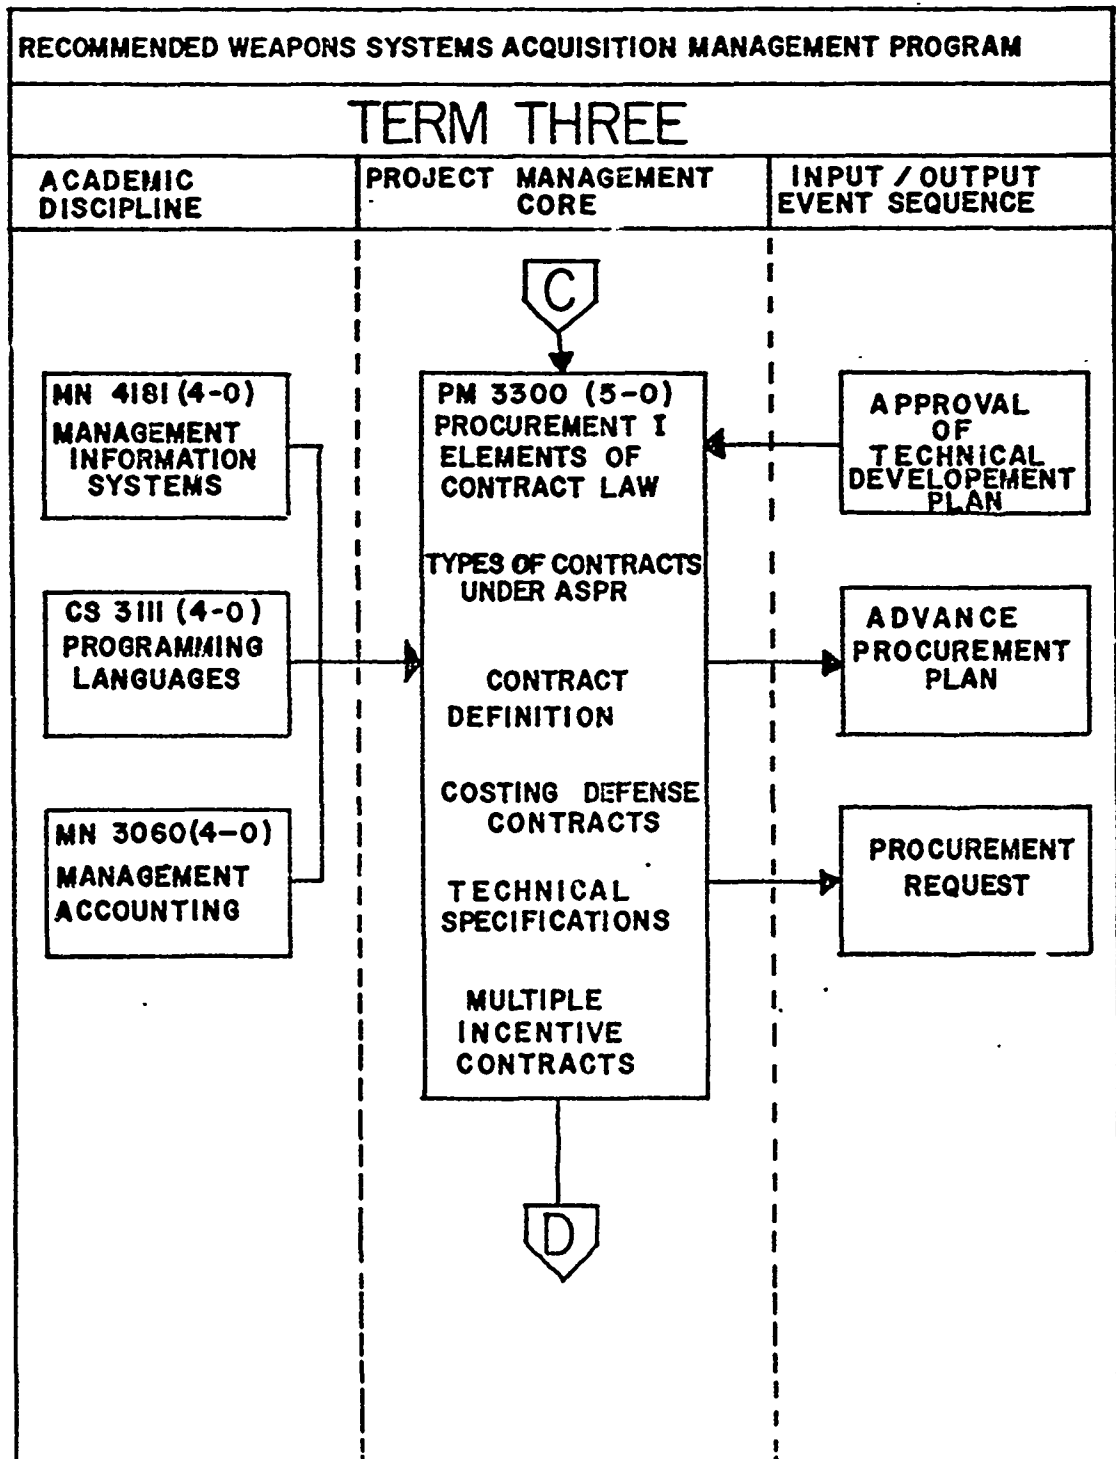 RECOMMENDED WEAPONS SYSTEMS ACQUISITION MANAGEMENT PROGRAM
TERM THREE
ACADEMIC
DISCIPLINE
PROJECT MANAGEMENT
CORE
INPUT / OUTPUT
EVENT SEQUENCE
C
MN 4181 (4-0)
MANAGEMENT
INFORMATION
SYSTEMS
CS 3111 (4-0)
PROGRAMMING
LANGUAGES
MN 3060(4-0)
MANAGEMENT
ACCOUNTING
PM 3300 (5-0)
PROCUREMENT I
ELEMENTS OF
CONTRACT LAW
TYPES OF CONTRACTS
UNDER ASPR
CONTRACT
DEFINITION
COSTING DEFENSE
CONTRACTS
TECHNICAL
SPECIFICATIONS
MULTIPLE
INCENTIVE
CONTRACTS
APPROVAL
OF
TECHNICAL
DEVELOPEMENT
PLAN
ADVANCE
PROCUREMENT
PLAN
PROCUREMENT
REQUEST
D